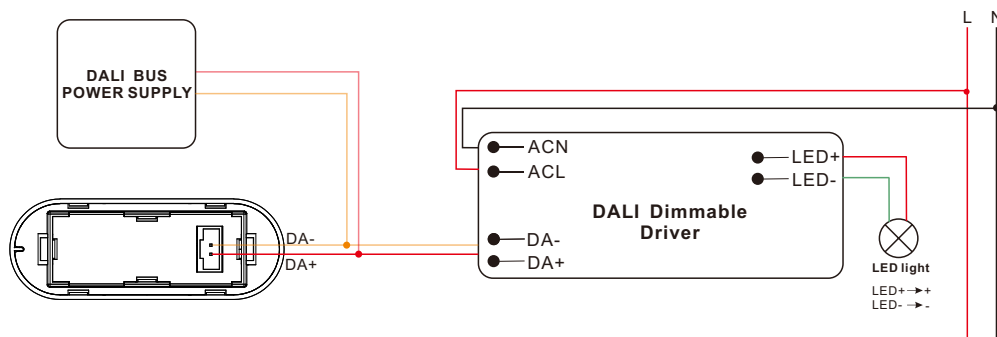 L N
DALI BUS
POWER SUPPLY
ACN
ACL
LED+
LED-
DALI Dimmable
Driver
DA-
DA+
DA-
DA+
LED light
LED+→+
LED-→-